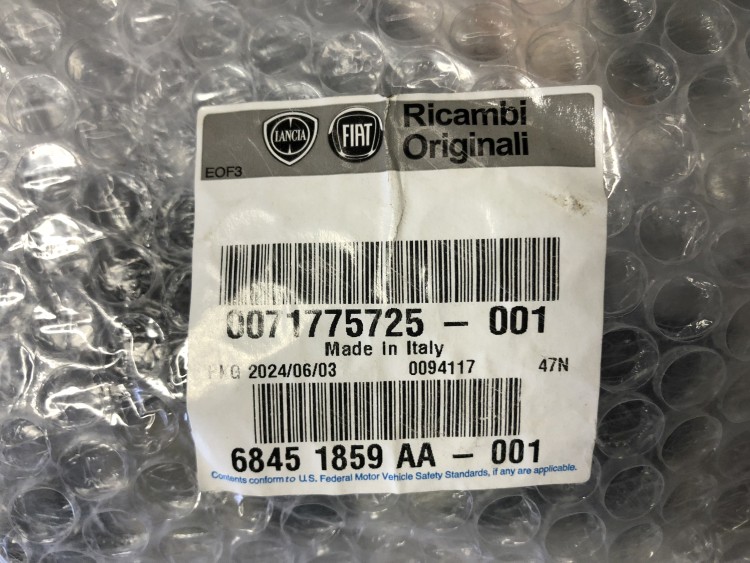 LANCIA FIAT Ricambi
Originali
EOF3
0071775725 - 001
Made in Italy
PKG 2024/06/03 0094117 47N
6845 1859 AA - 001
Contents conform to U.S. Federal Motor Vehicle Safety Standards, if any are applicable.